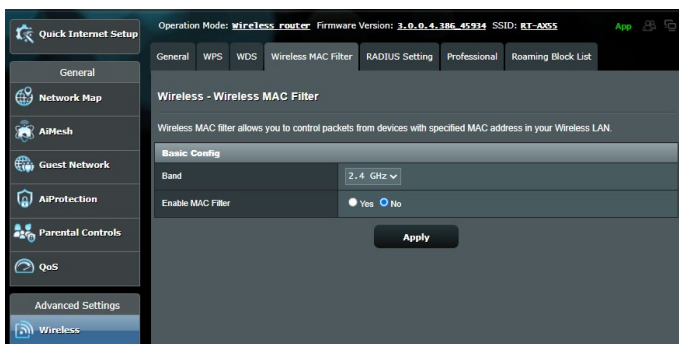 Quick Internet Setup
General
Network Map
AiMesh
Guest Network
AiProtection
Parental Controls
QoS
Advanced Settings
Wireless
Operation Mode: Wireless router Firmware Version: 3.0.0.4.386_45934 SSID: RT-AX55
App
General WPS WDS Wireless MAC Filter RADIUS Setting Professional Roaming Block List
Wireless - Wireless MAC Filter
Wireless MAC filter allows you to control packets from devices with specified MAC address in your Wireless LAN.
Basic Config
Band 2.4 GHz
Enable MAC Filter Yes No
Apply